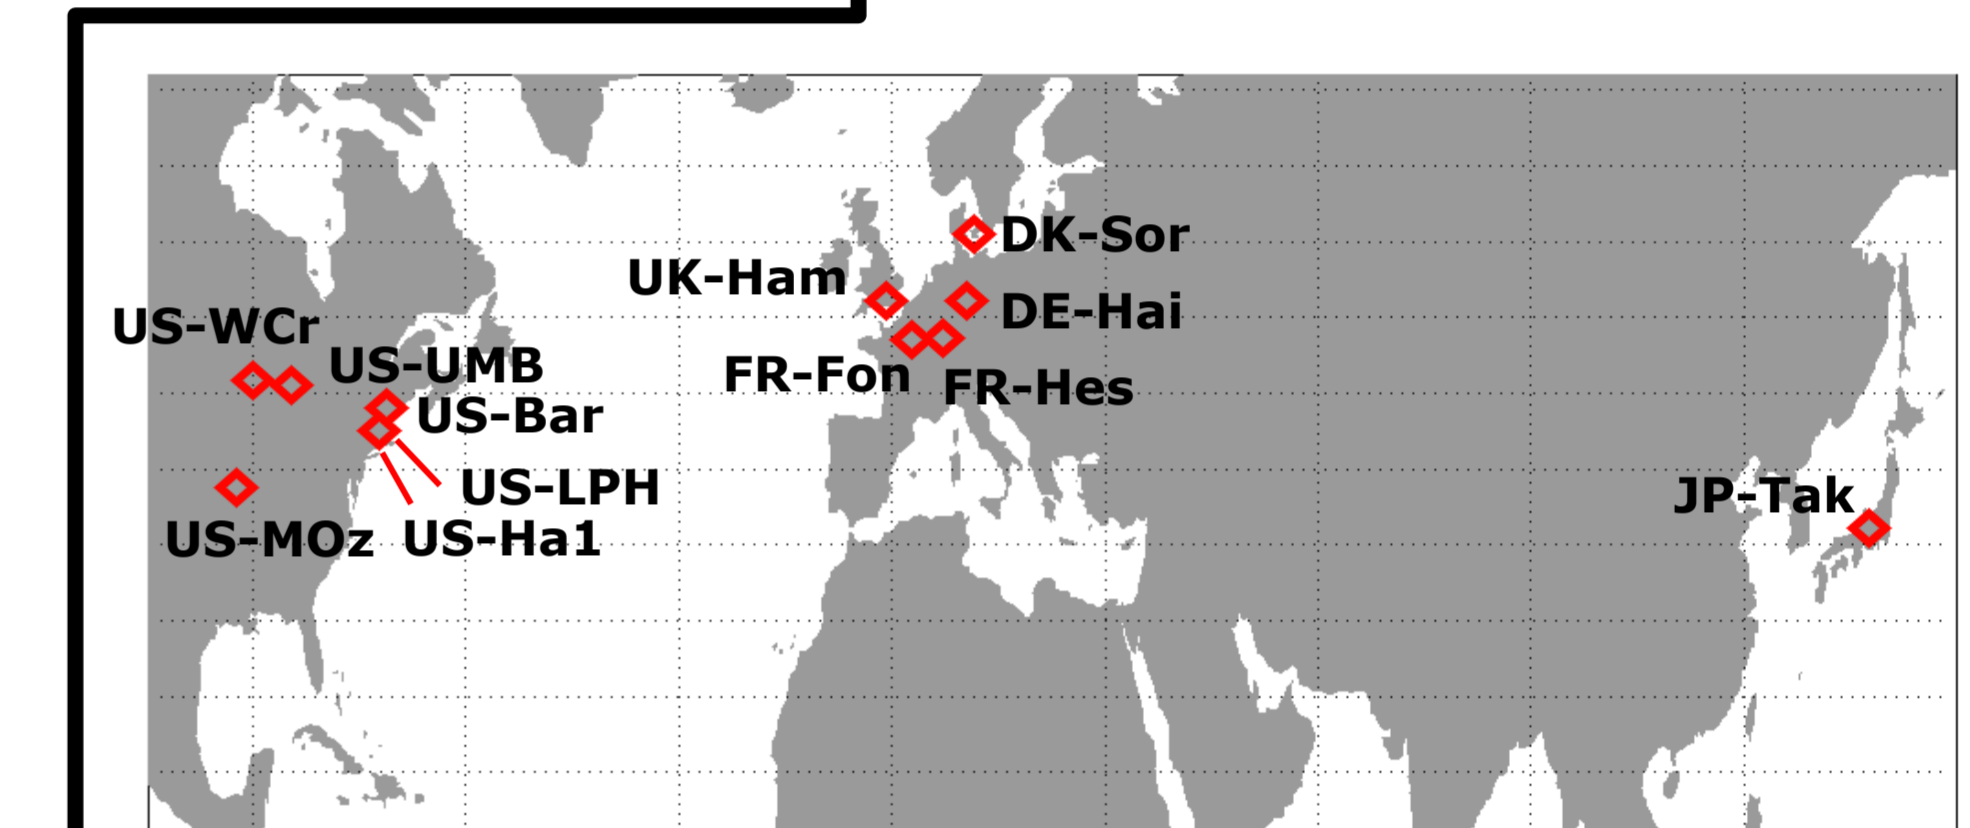 DK-Sor
UK-Ham
DE-Hai
US-WCr
US-UMB
FR-Fon
FR-Hes
US-Bar
US-LPH
JP-Tak
US-MOz
US-Ha1